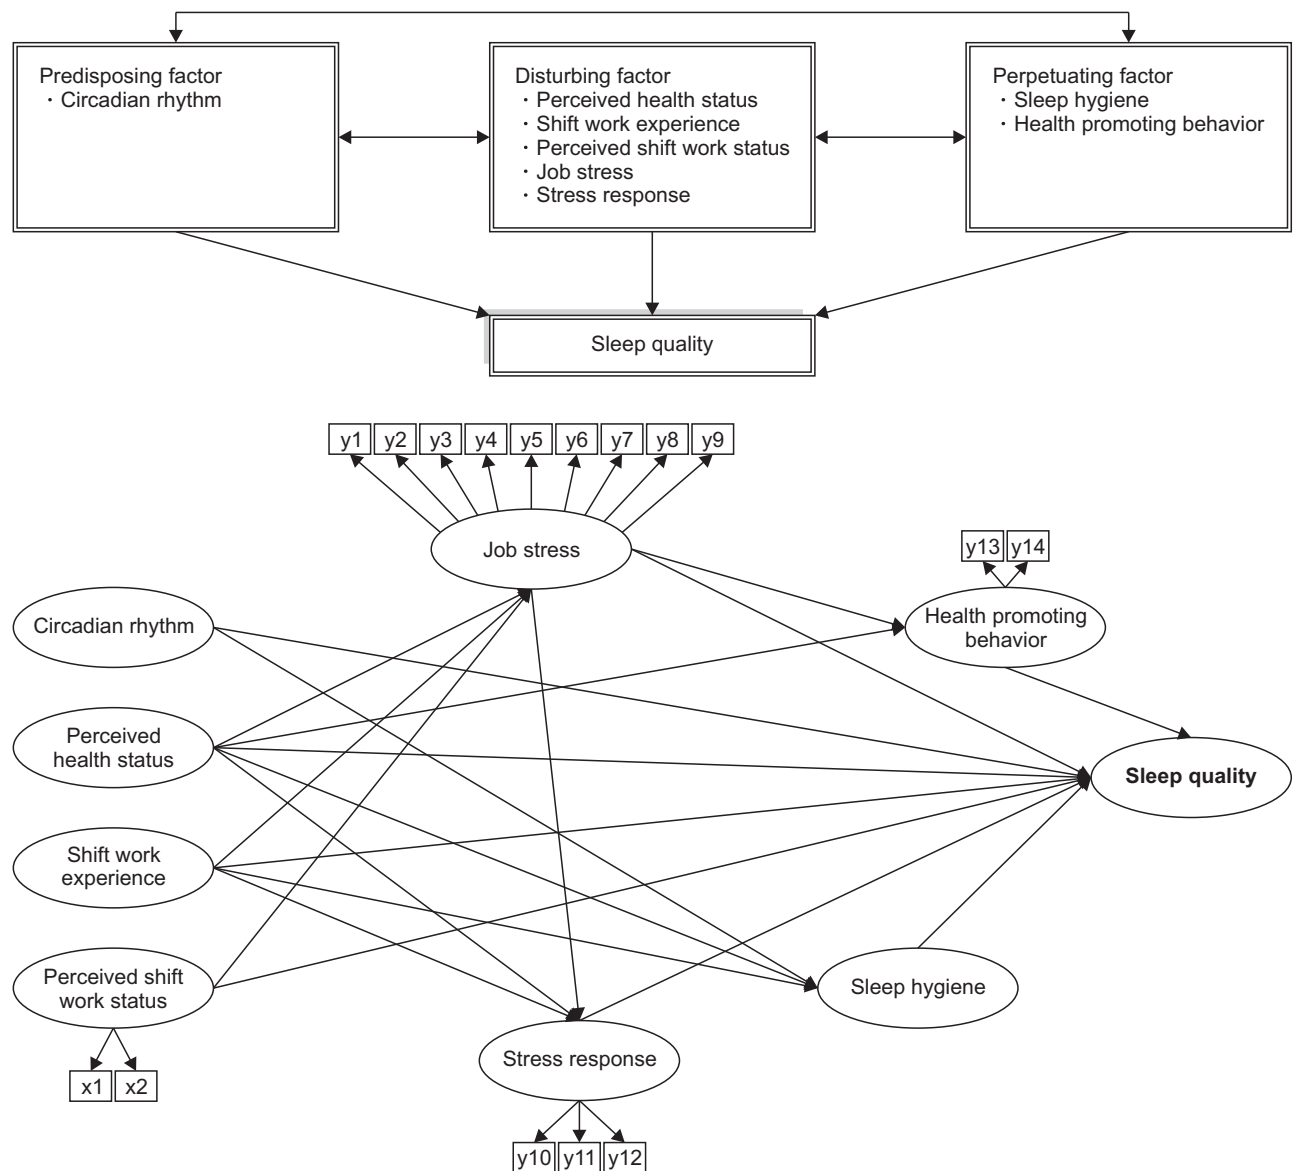 Predisposing factor
· Circadian rhythm
Disturbing factor
· Perceived health status
· Shift work experience
· Perceived shift work status
· Job stress
· Stress response
Perpetuating factor
· Sleep hygiene
· Health promoting behavior
Sleep quality
y1 y2 y3 y4 y5 y6 y7 y8 y9
Job stress
y13 y14
Circadian rhythm
Health promoting
behavior
Perceived
health status
Sleep quality
Shift work
experience
Perceived shift
work status
Sleep hygiene
Stress response
x1 x2
y10 y11 y12